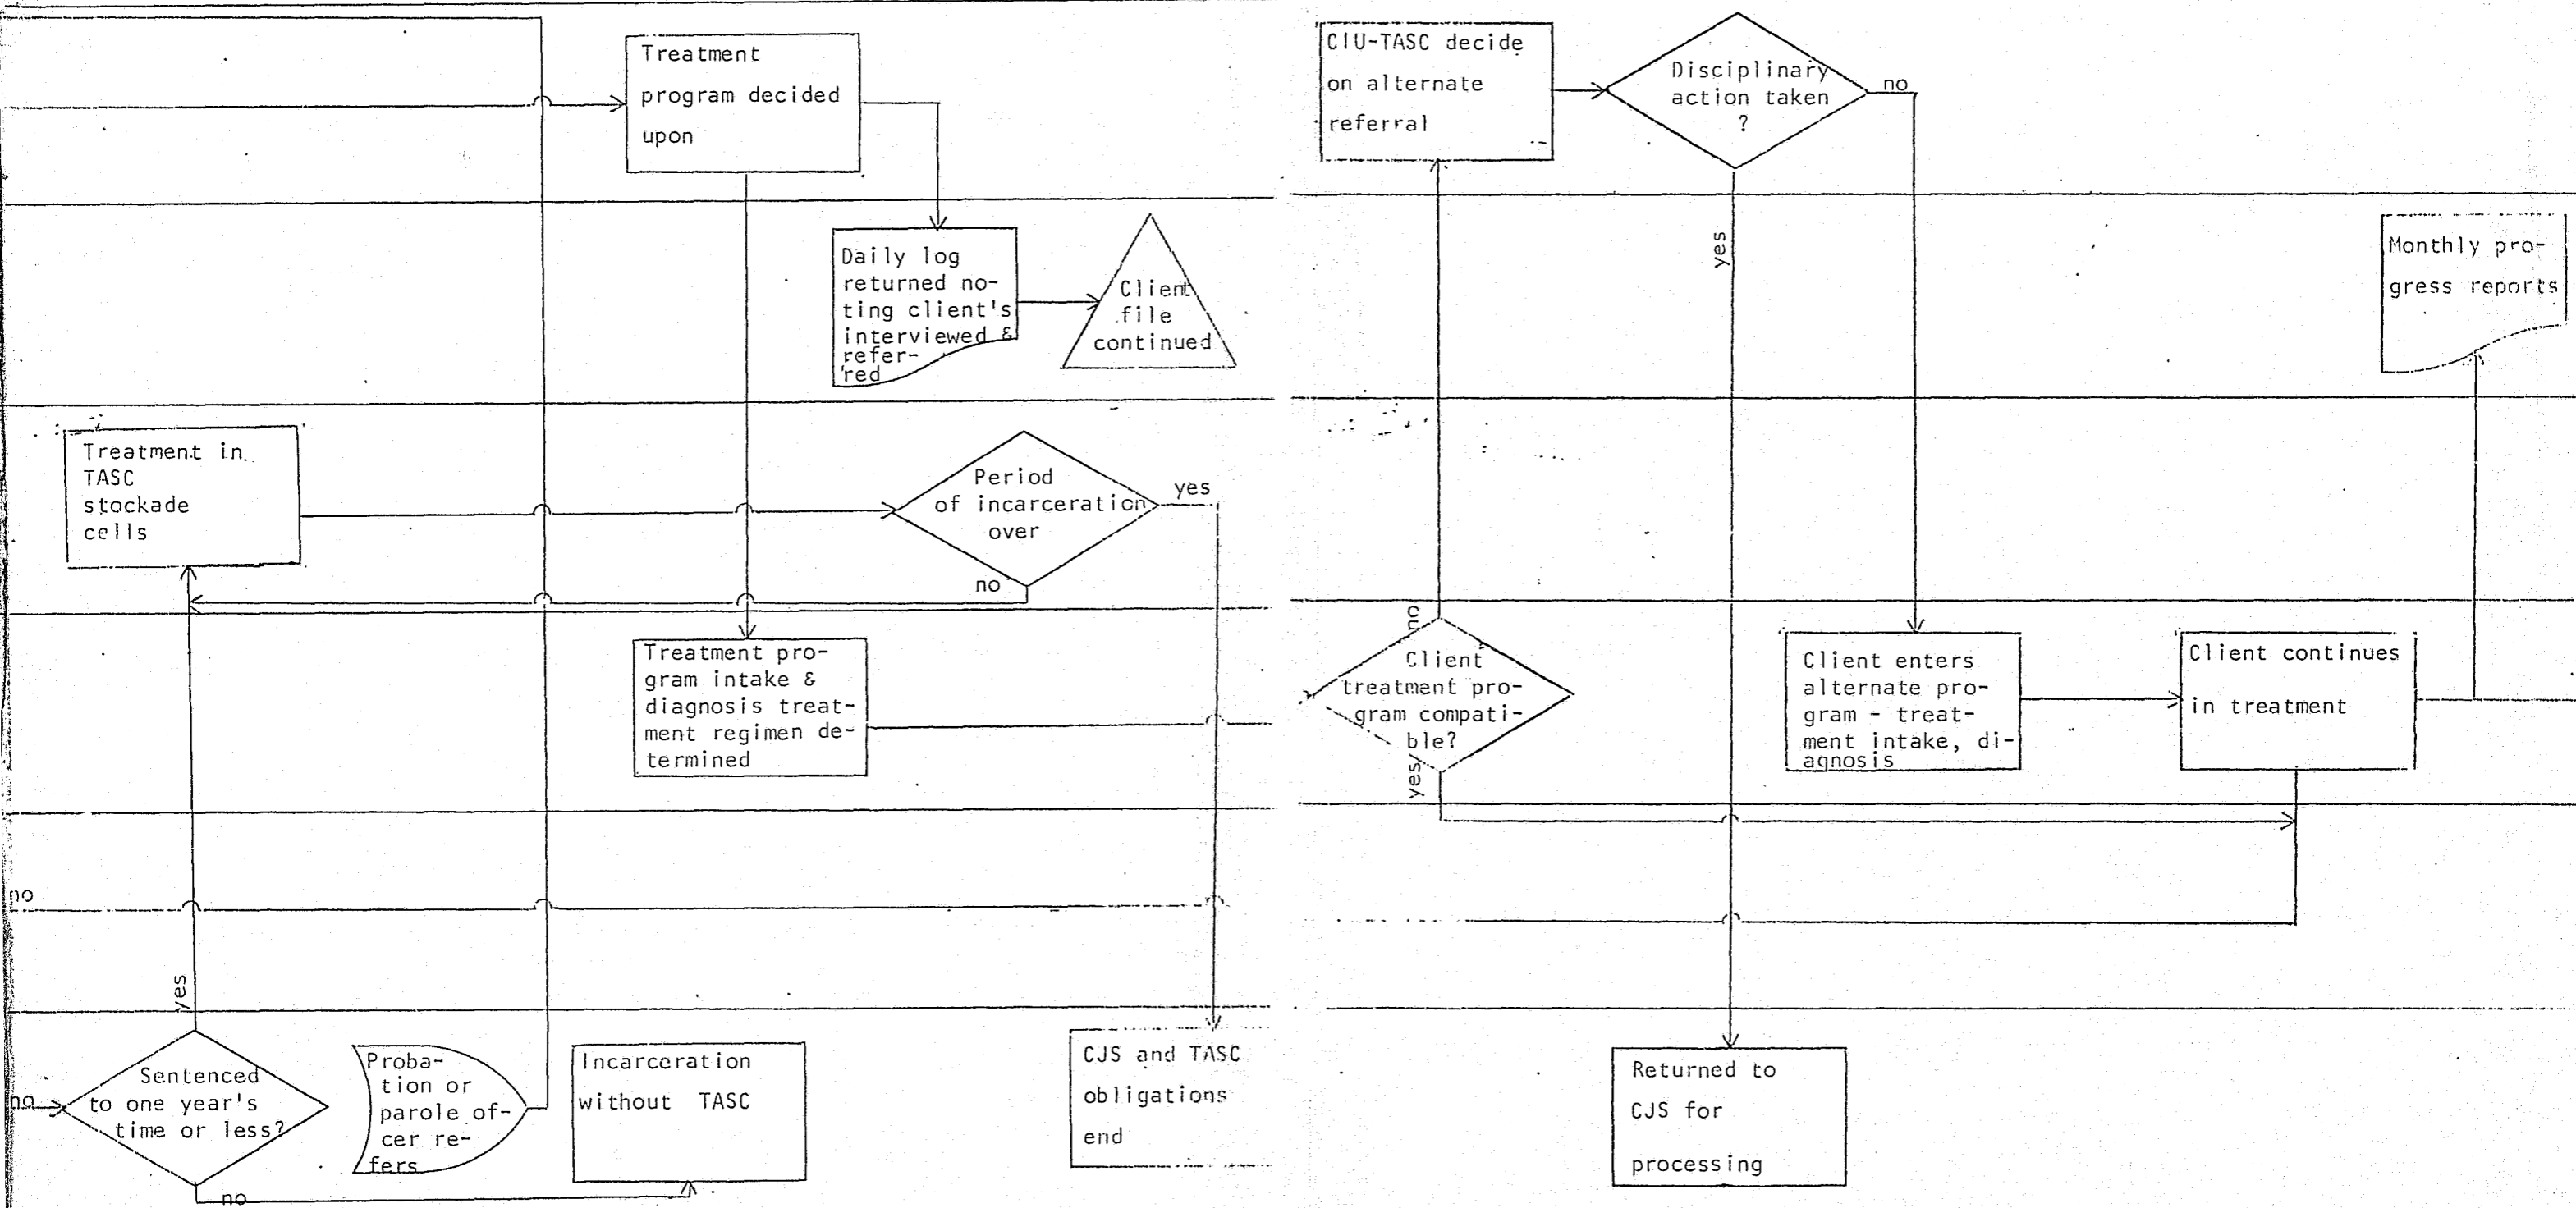 Treatment
program decided
upon
Daily log
returned no-
ting client's
interviewed &
refer-
red
Client
file
continued
Treatment in
TASC
stockade
cells
Period
of incarceration
over
yes
no
Treatment pro-
gram intake &
diagnosis treat-
ment regimen de-
termined
no
yes
no
Sentenced
to one year's
time or less?
no
Proba-
tion or
parole of-
cer re-
fers
Incarceration
without TASC
CJS and TASC
obligations
end
CIU-TASC decide
on alternate
referral
Disciplinary
action taken
?
no
yes
Monthly pro-
gress reports
no
Client
treatment pro-
gram compati-
ble?
yes
Client enters
alternate pro-
gram - treat-
ment intake, di-
agnosis
Client continues
in treatment
Returned to
CJS for
processing